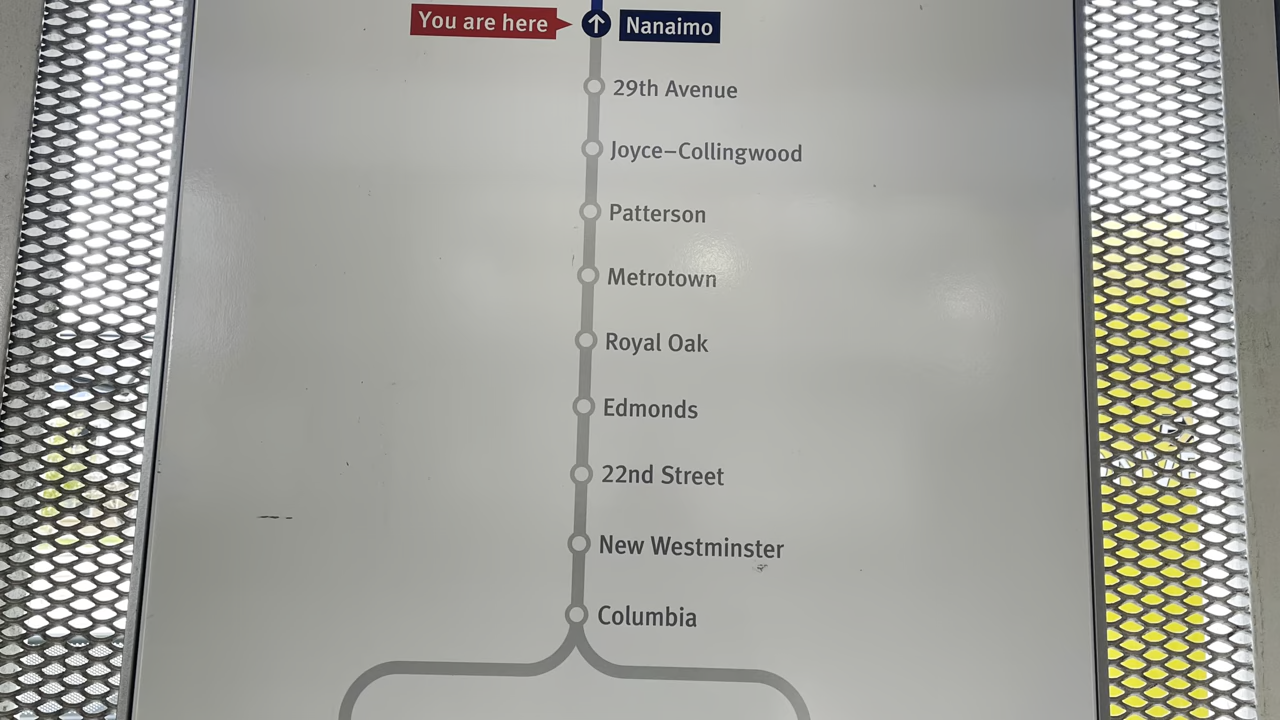 You are here
Nanaimo
29th Avenue
Joyce–Collingwood
Patterson
Metrotown
Royal Oak
Edmonds
22nd Street
New Westminster
Columbia